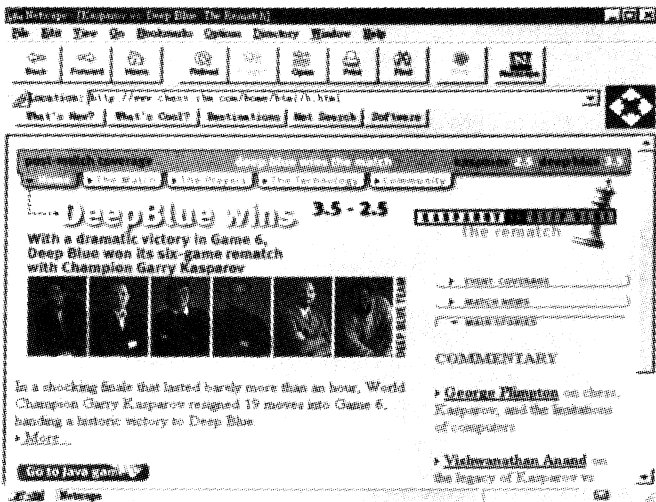 Netscape - [Kasparov vs. Deep Blue: The Rematch]
File Edit View Go Bookmarks Options Directory Window Help
Back Forward Home Reload Open Print Find
Netscape
Location: http://www.chess.ibm.com/home/html/b.html
What's New? What's Cool? Destinations Net Search Software
post-match coverage deep blue wins the match kasparov 2.5 deep blue 3.5
The Match The Players The Technology Community
DeepBlue wins 3.5 - 2.5
KASPAROV DEEP BLUE
the rematch
With a dramatic victory in Game 6,
Deep Blue won its six-game rematch
with Champion Garry Kasparov
DEEP BLUE TEAM
EVENT COVERAGE
MATCH NEWS
MAIN STORIES
In a shocking finale that lasted barely more than an hour, World
Champion Garry Kasparov resigned 19 moves into Game 6,
handing a historic victory to Deep Blue.
More...
Go to Java game
COMMENTARY
George Plimpton on chess,
Kasparov, and the limitations
of computers
Vishwanathan Anand on
the legacy of Kasparov vs
Netscape